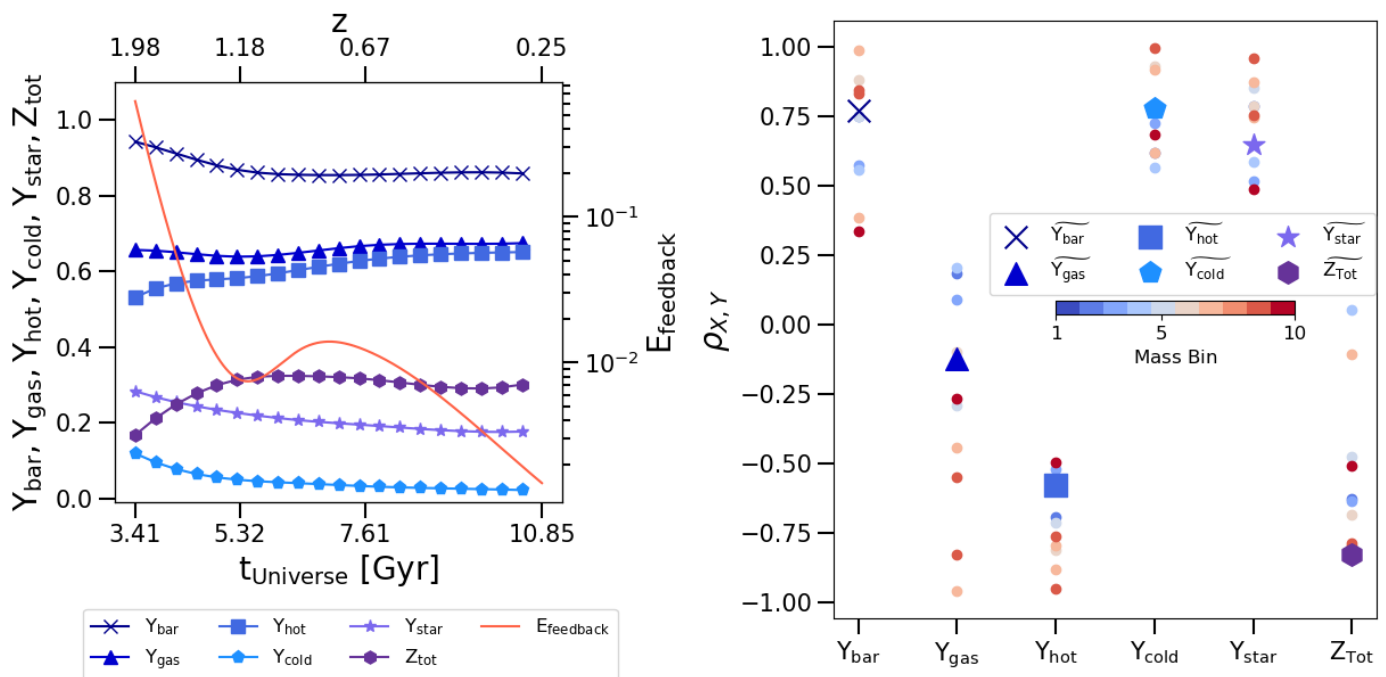 z
1.98 1.18 0.67 0.25
Y_bar, Y_gas, Y_hot, Y_cold, Y_star, Z_tot
1.0
0.8
0.6
0.4
0.2
0.0
10^-1
10^-2
E_feedback
3.41 5.32 7.61 10.85
t_Universe [Gyr]
Y_bar Y_hot Y_star E_feedback
Y_gas Y_cold Z_tot
ρ_X,Y
1.00
0.75
0.50
0.25
0.00
−0.25
−0.50
−0.75
−1.00
Y_bar Y_hot Y_star
Y_gas Y_cold Z_Tot
1 5 10
Mass Bin
Y_bar Y_gas Y_hot Y_cold Y_star Z_Tot